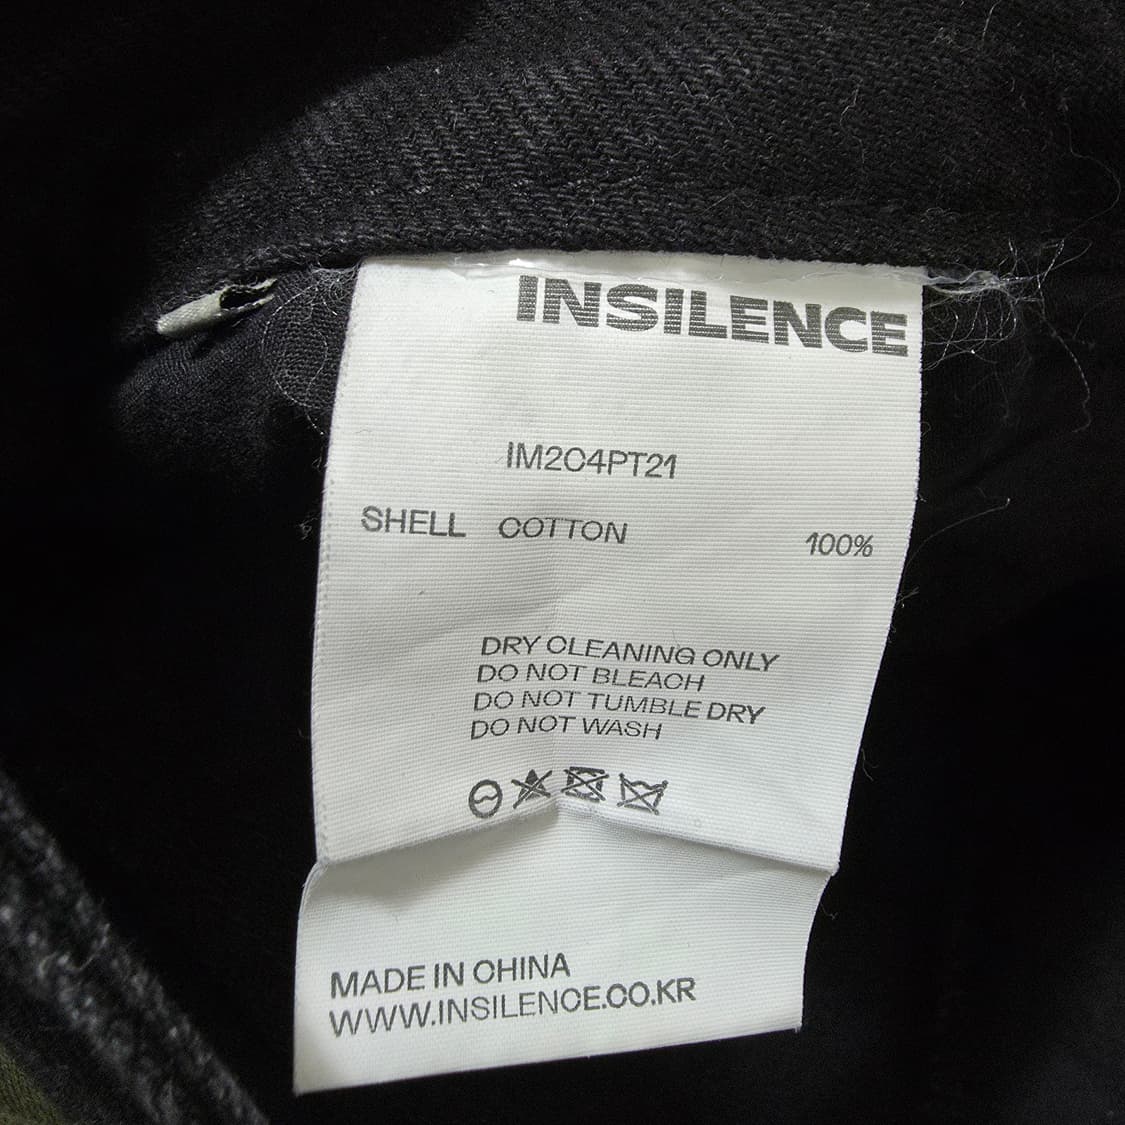 INSILENCE
IM2C4PT21
SHELL COTTON 100%
DRY CLEANING ONLY
DO NOT BLEACH
DO NOT TUMBLE DRY
DO NOT WASH
MADE IN CHINA
WWW.INSILENCE.CO.KR